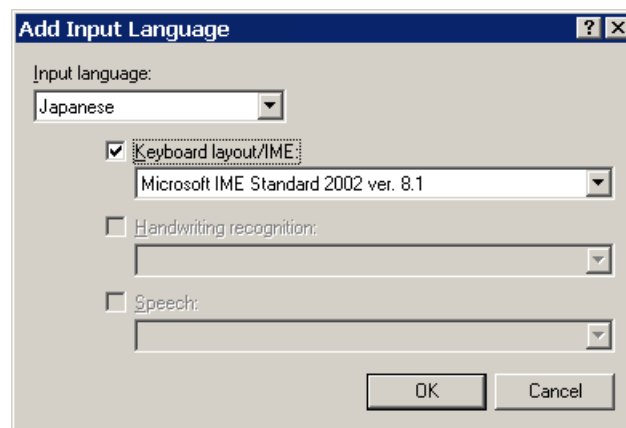 Add Input Language
Input language:
Japanese
Keyboard layout/IME:
Microsoft IME Standard 2002 ver. 8.1
Handwriting recognition:
Speech:
OK Cancel